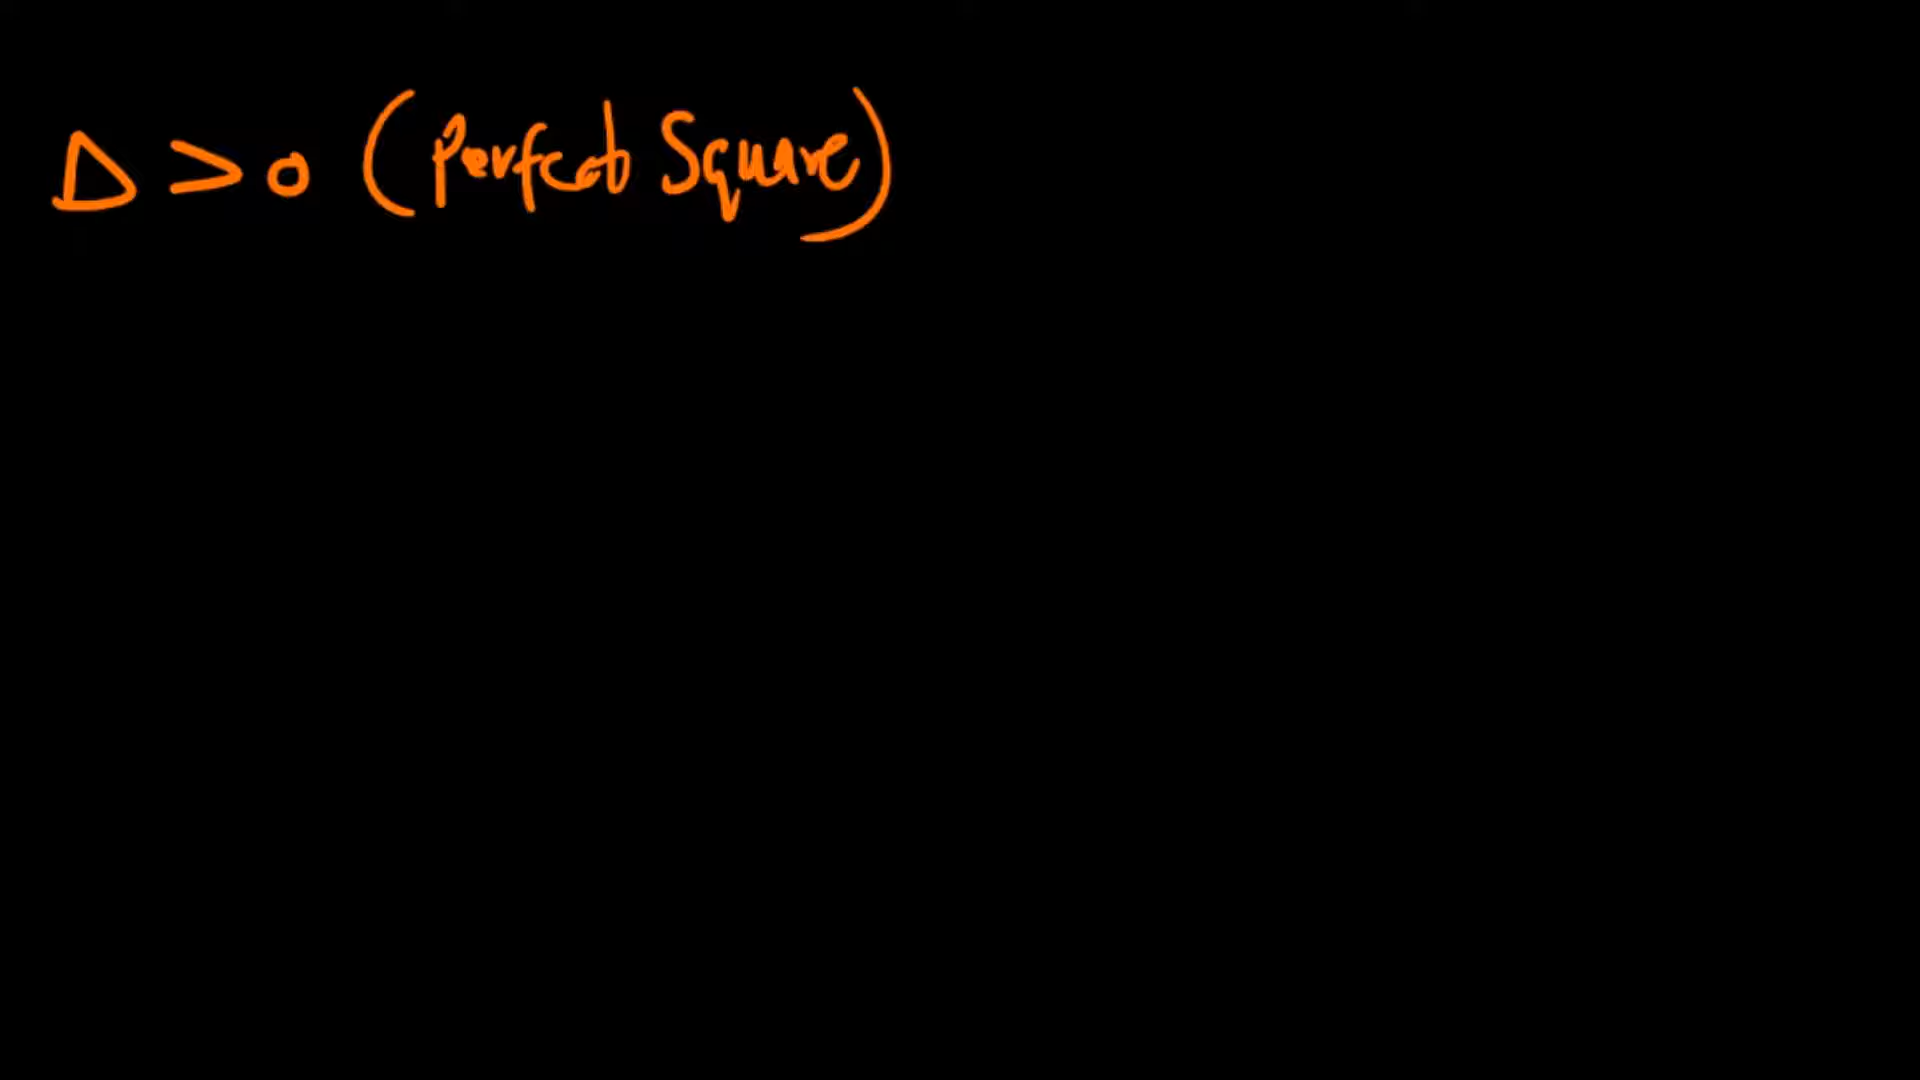 Δ > 0 (Perfect Square)